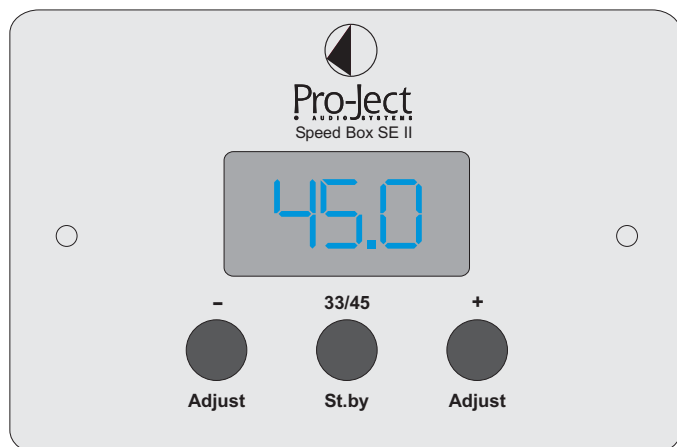 Pro-Ject
AUDIO SYSTEMS
Speed Box SE II
45.0
– 33/45 +
Adjust St.by Adjust